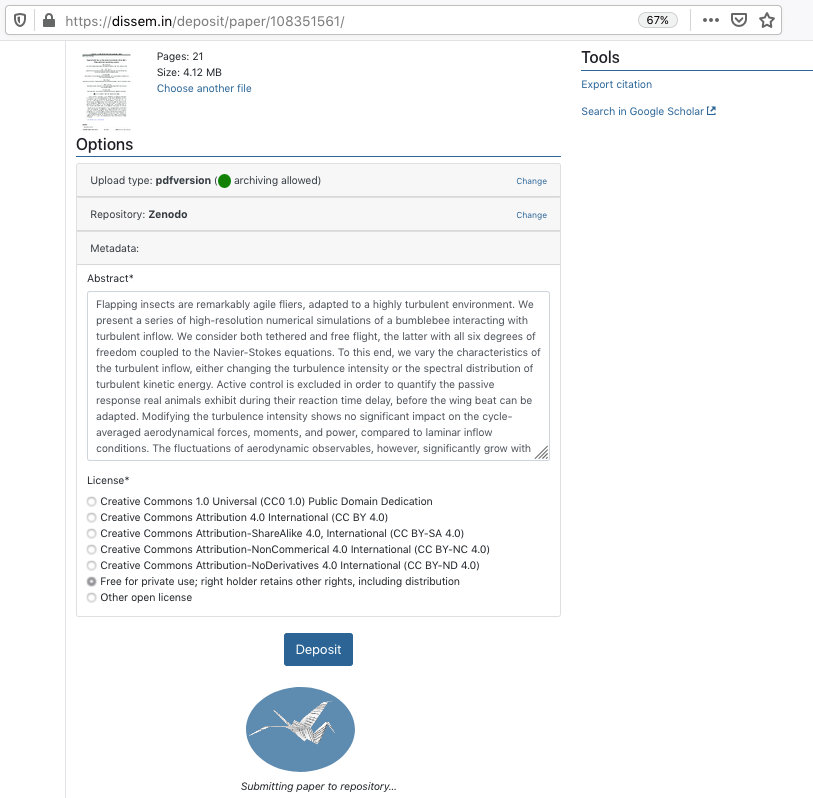 https://dissem.in/deposit/paper/108351561/
67%
Pages: 21
Size: 4.12 MB
Choose another file
Tools
Export citation
Search in Google Scholar
Options
Upload type: pdfversion ( archiving allowed)
Change
Repository: Zenodo
Change
Metadata:
Abstract*
Flapping insects are remarkably agile fliers, adapted to a highly turbulent environment. We
present a series of high-resolution numerical simulations of a bumblebee interacting with
turbulent inflow. We consider both tethered and free flight, the latter with all six degrees of
freedom coupled to the Navier-Stokes equations. To this end, we vary the characteristics of
the turbulent inflow, either changing the turbulence intensity or the spectral distribution of
turbulent kinetic energy. Active control is excluded in order to quantify the passive
response real animals exhibit during their reaction time delay, before the wing beat can be
adapted. Modifying the turbulence intensity shows no significant impact on the cycle-
averaged aerodynamical forces, moments, and power, compared to laminar inflow
conditions. The fluctuations of aerodynamic observables, however, significantly grow with
License*
Creative Commons 1.0 Universal (CC0 1.0) Public Domain Dedication
Creative Commons Attribution 4.0 International (CC BY 4.0)
Creative Commons Attribution-ShareAlike 4.0, International (CC BY-SA 4.0)
Creative Commons Attribution-NonCommerical 4.0 International (CC BY-NC 4.0)
Creative Commons Attribution-NoDerivatives 4.0 International (CC BY-ND 4.0)
Free for private use; right holder retains other rights, including distribution
Other open license
Deposit
Submitting paper to repository...